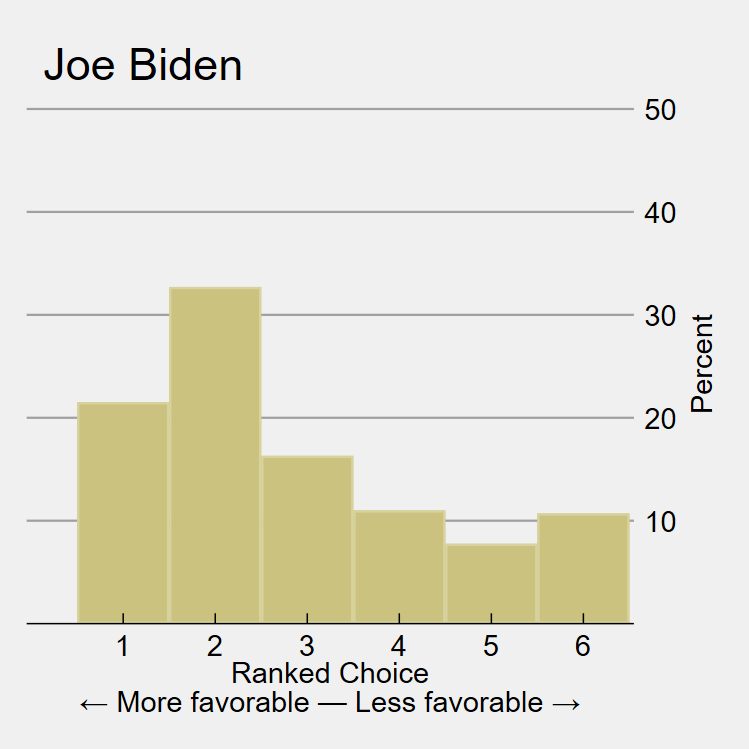 Joe Biden
50
40
30
20
10
Percent
1 2 3 4 5 6
Ranked Choice
← More favorable — Less favorable →